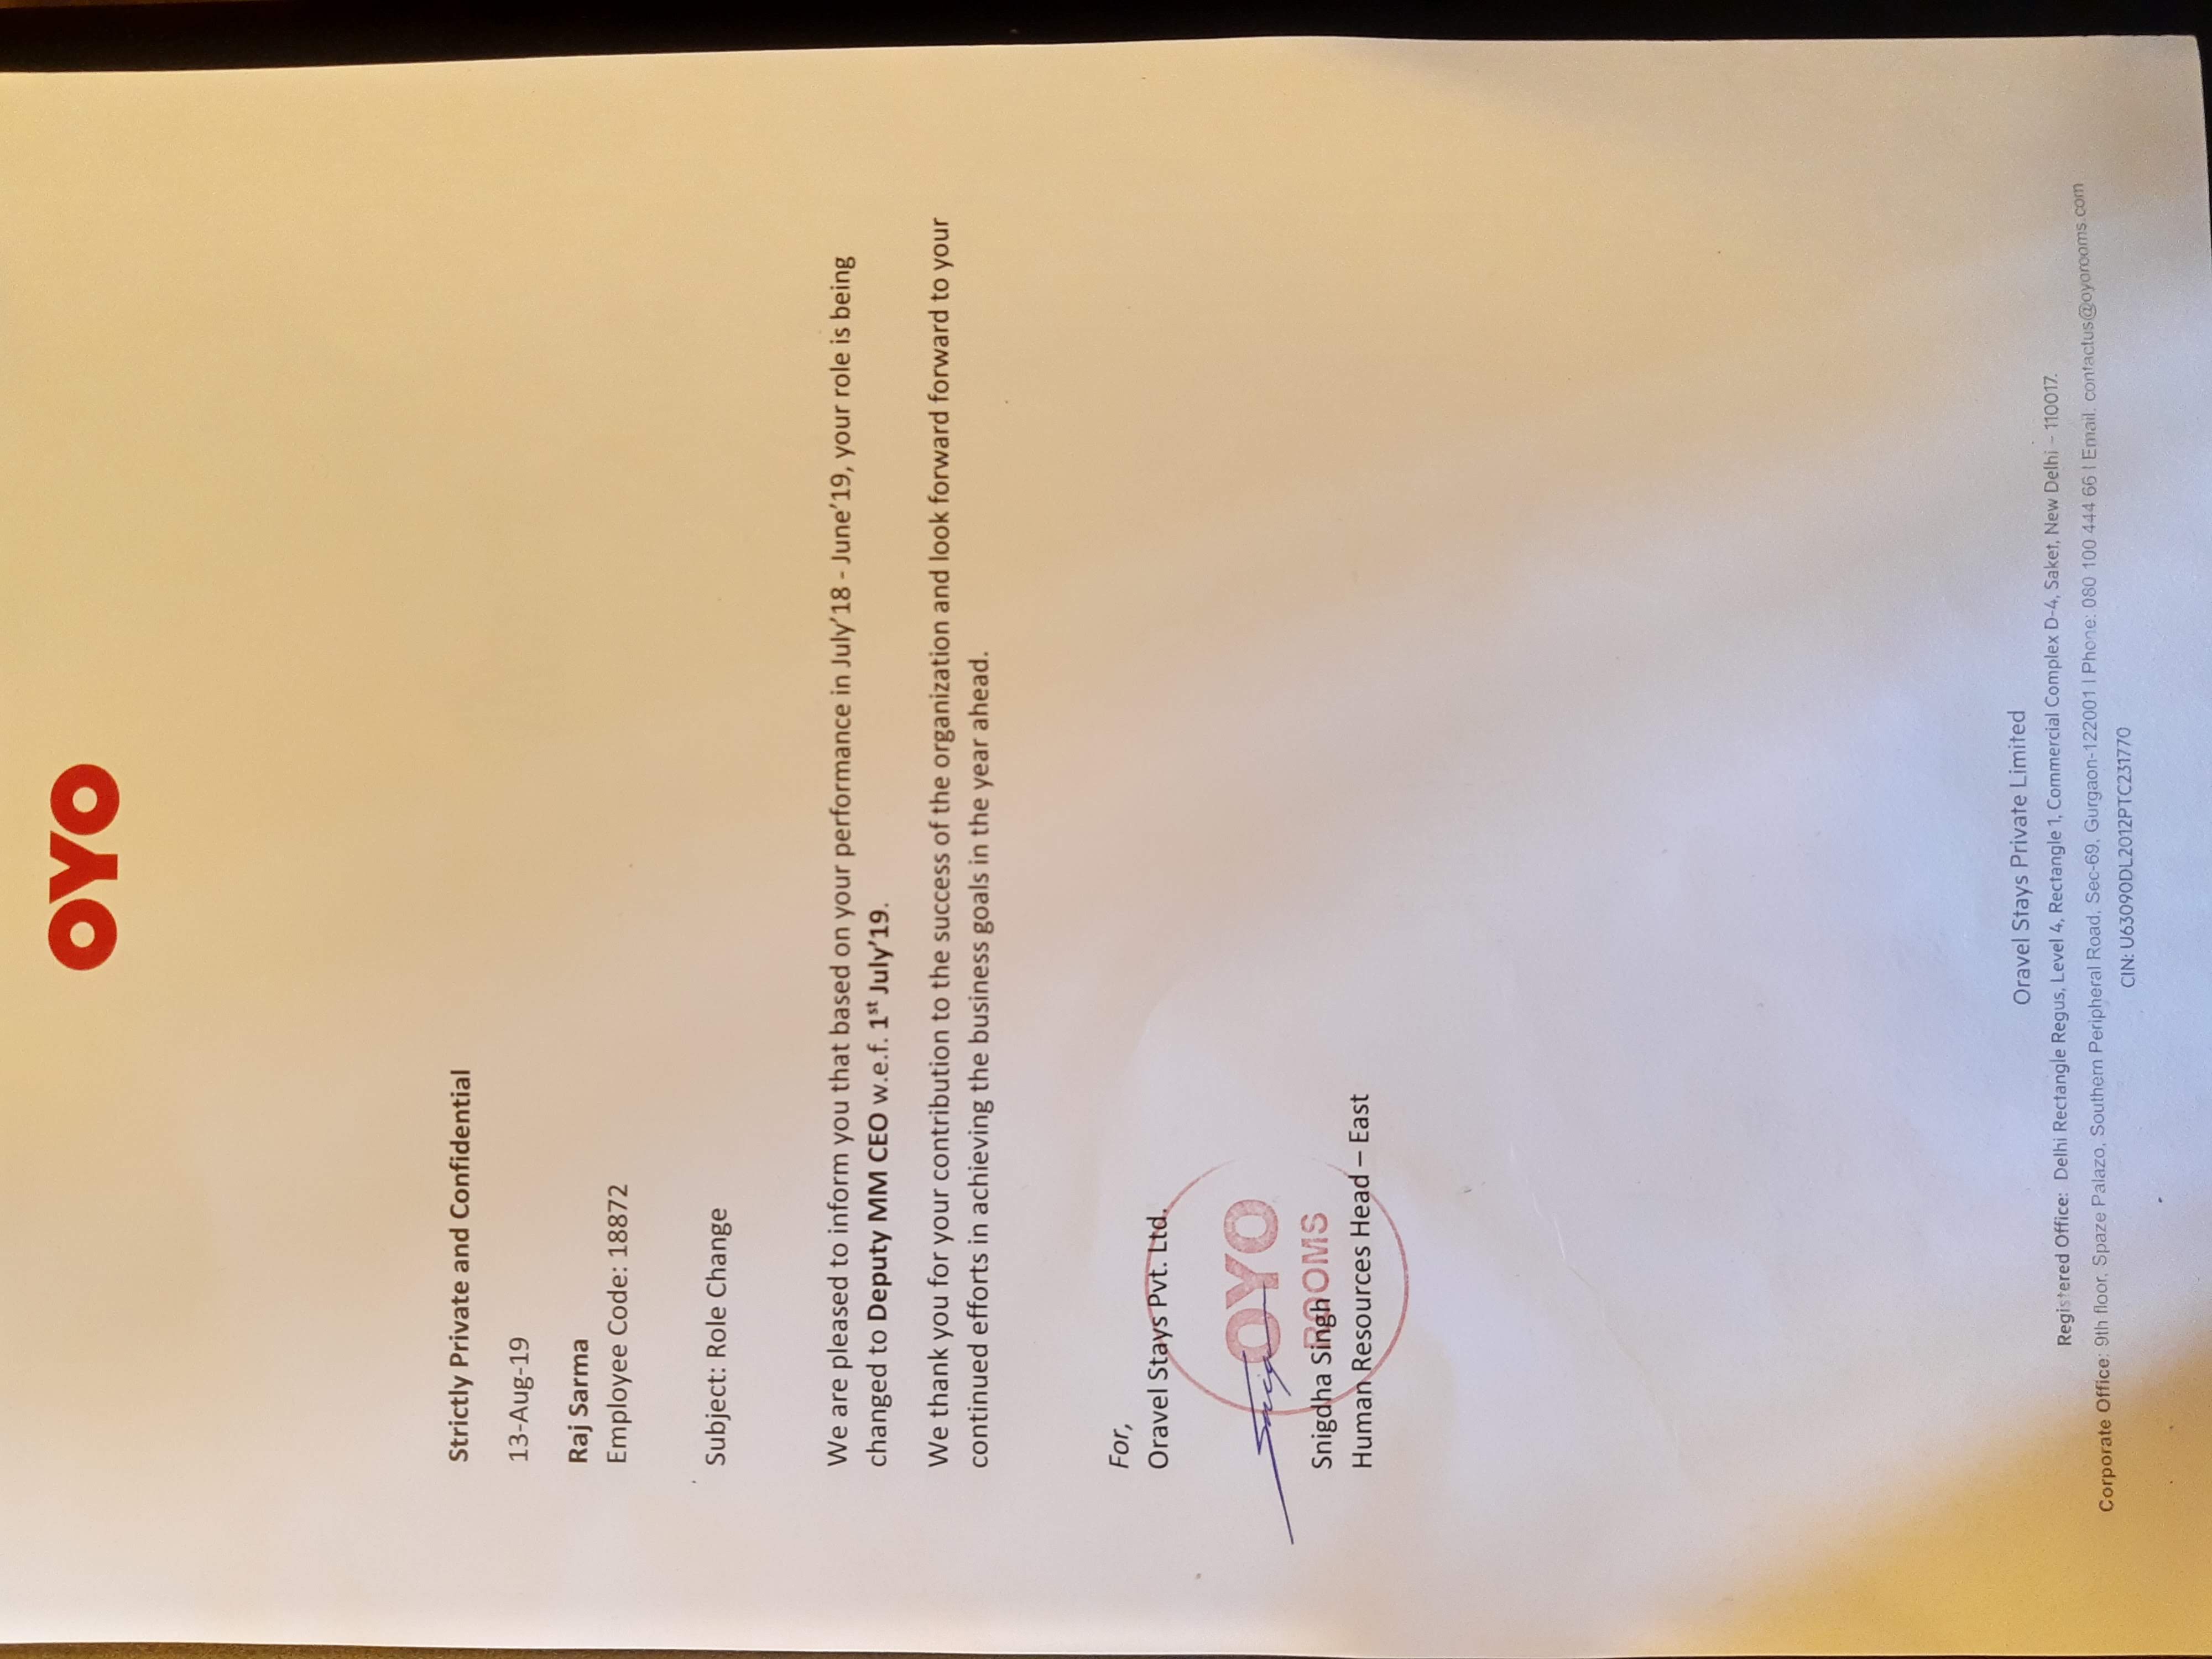 OYO
Strictly Private and Confidential
13-Aug-19
Raj Sarma
Employee Code: 18872
Subject: Role Change
We are pleased to inform you that based on your performance in July'18 - June'19, your role is being
changed to Deputy MM CEO w.e.f. 1st July'19.
We thank you for your contribution to the success of the organization and look forward forward to your
continued efforts in achieving the business goals in the year ahead.
For,
Oravel Stays Pvt. Ltd.
OYO
ROOMS
Snigdha Singh
Human Resources Head – East
Oravel Stays Private Limited
Registered Office: Delhi Rectangle Regus, Level 4, Rectangle 1, Commercial Complex D-4, Saket, New Delhi – 110017.
Corporate Office: 9th floor, Spaze Palazo, Southern Peripheral Road, Sec-69, Gurgaon-122001 | Phone: 080 100 444 66 | Email: contactus@oyorooms.com
CIN: U63090DL2012PTC231770